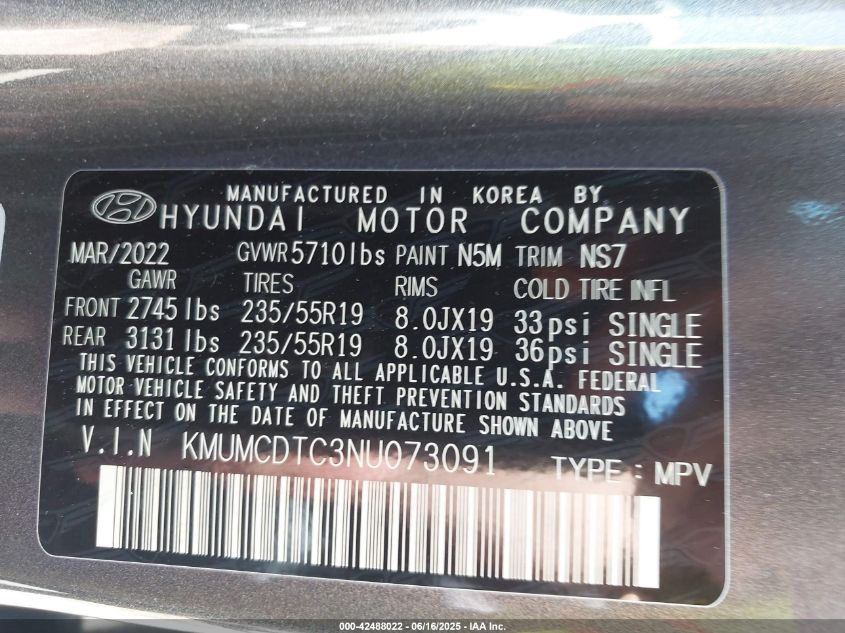 MANUFACTURED IN KOREA BY
HYUNDAI MOTOR COMPANY
MAR/2022 GVWR 5710lbs PAINT N5M TRIM NS7
GAWR TIRES RIMS COLD TIRE INFL
FRONT 2745lbs 235/55R19 8.0JX19 33psi SINGLE
REAR 3131lbs 235/55R19 8.0JX19 36psi SINGLE
THIS VEHICLE CONFORMS TO ALL APPLICABLE U.S.A. FEDERAL
MOTOR VEHICLE SAFETY AND THEFT PREVENTION STANDARDS
IN EFFECT ON THE DATE OF MANUFACTURE SHOWN ABOVE
V.I.N KMUMCDTC3NU073091 TYPE : MPV
000-42488022 - 06/16/2025 - IAA Inc.